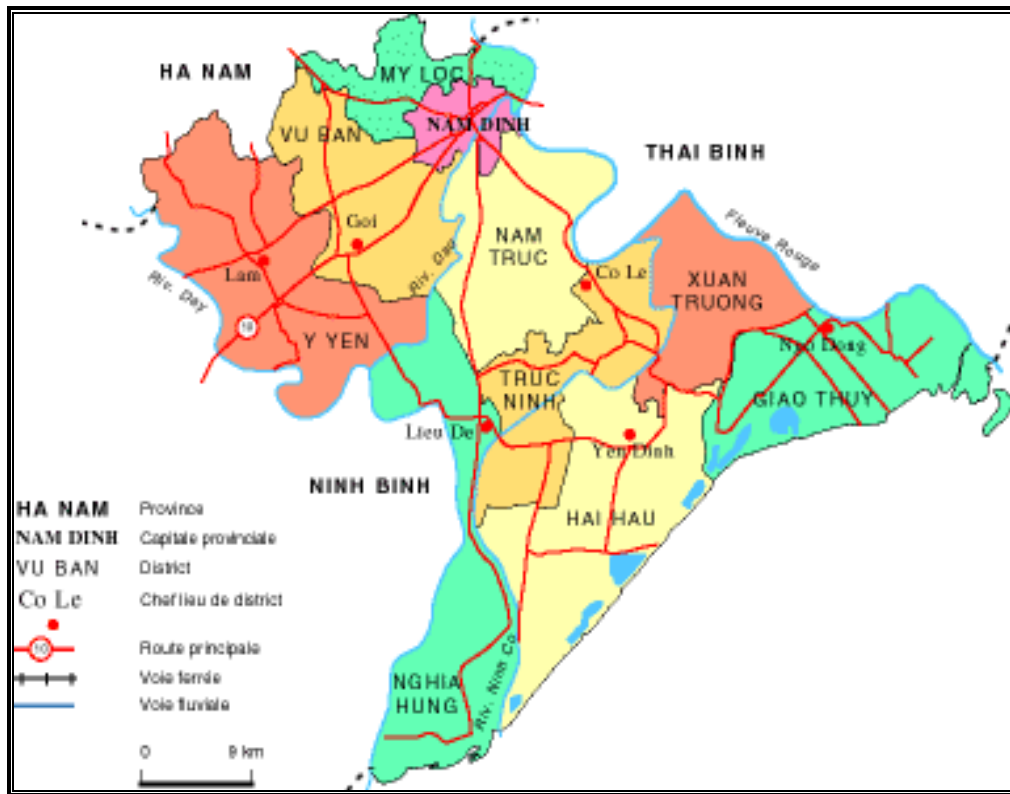 HA NAM
MY LOC
VU BAN
NAM DINH
THAI BINH
Goi
Riv. Dao
NAM
TRUC
Fleuve Rouge
Co Le
XUAN
TRUONG
Lam
Riv. Day
10
Y YEN
Ngo Dong
TRUC
NINH
GIAO THUY
Lieu De
Yen Dinh
NINH BINH
HAI HAU
NGHIA
HUNG
Riv. Ninh Co
HA NAM Province
NAM DINH Capitale provinciale
VU BAN District
Co Le Chef lieu de district
10 Route principale
Voie ferrée
Voie fluviale
0 9 km